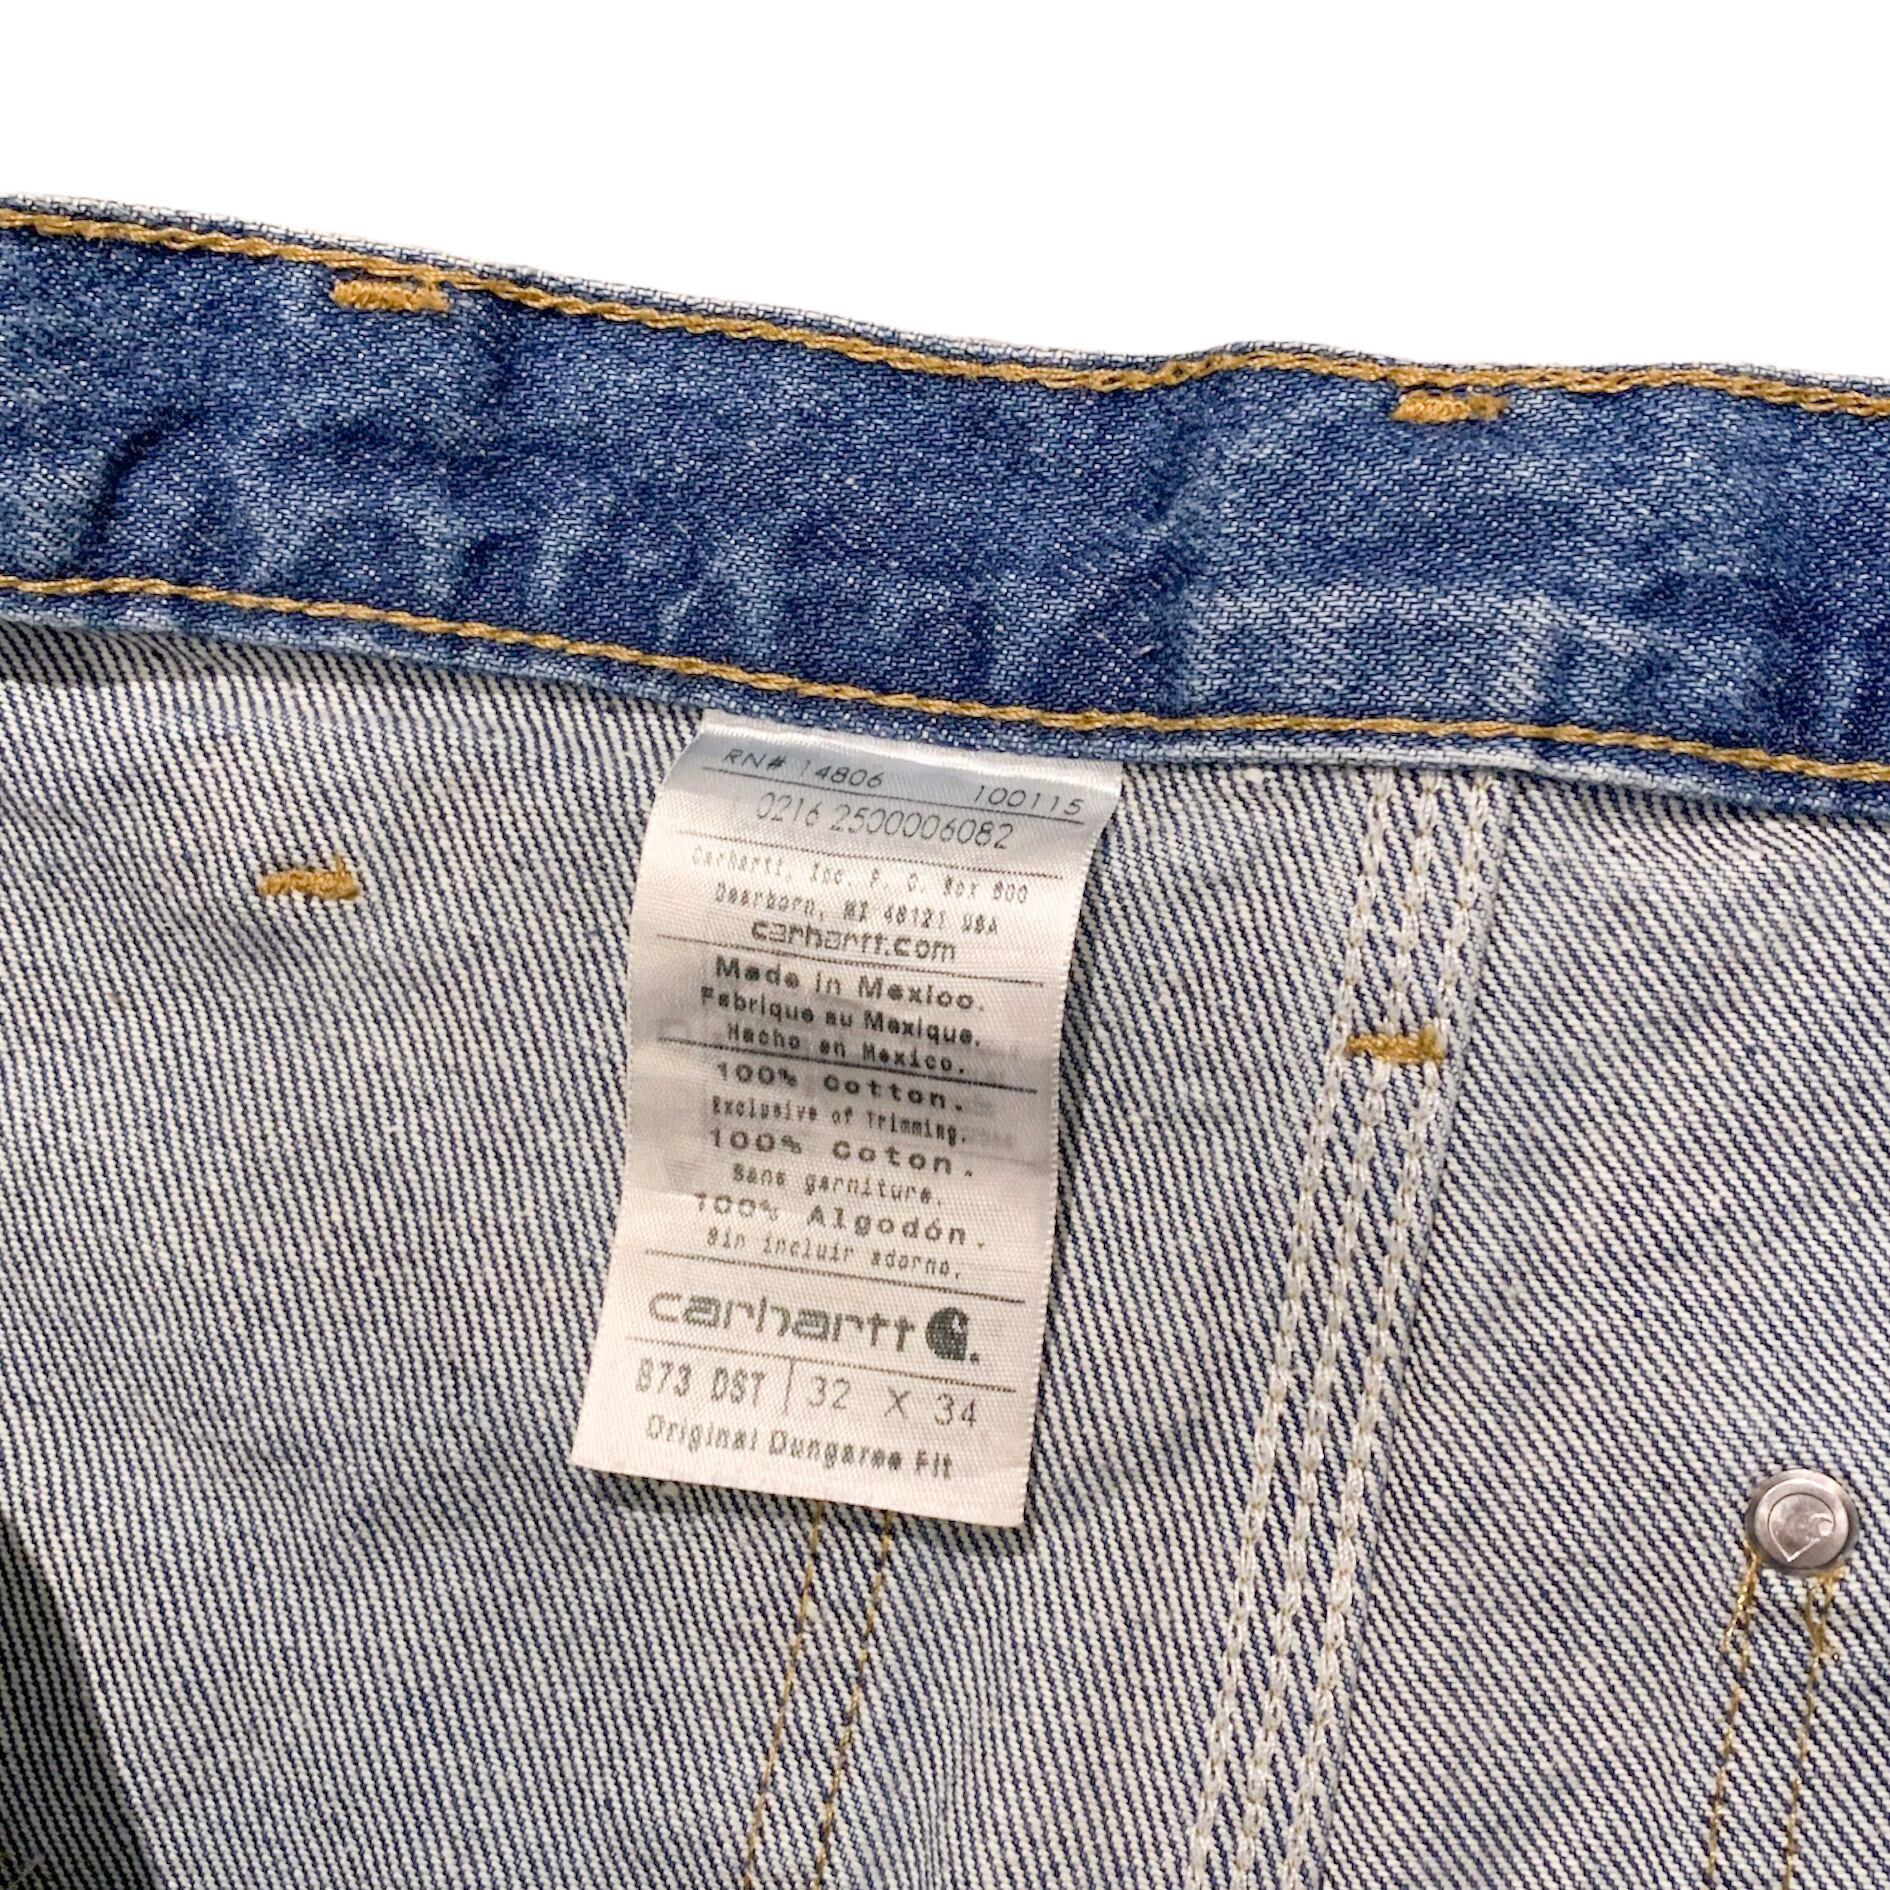 RN# 14806 100115
0216 2500006082
Carhartt, Inc. P. O. Box 600
Dearborn, MI 48121 USA
carhartt.com
Made in Mexico.
Fabrique au Mexique.
Hecho en Mexico.
100% Cotton.
Exclusive of Trimming.
100% Coton.
Sans garniture.
100% Algodón.
Sin incluir adorno.
carhartt
B73 DST 32 X 34
Original Dungaree Fit